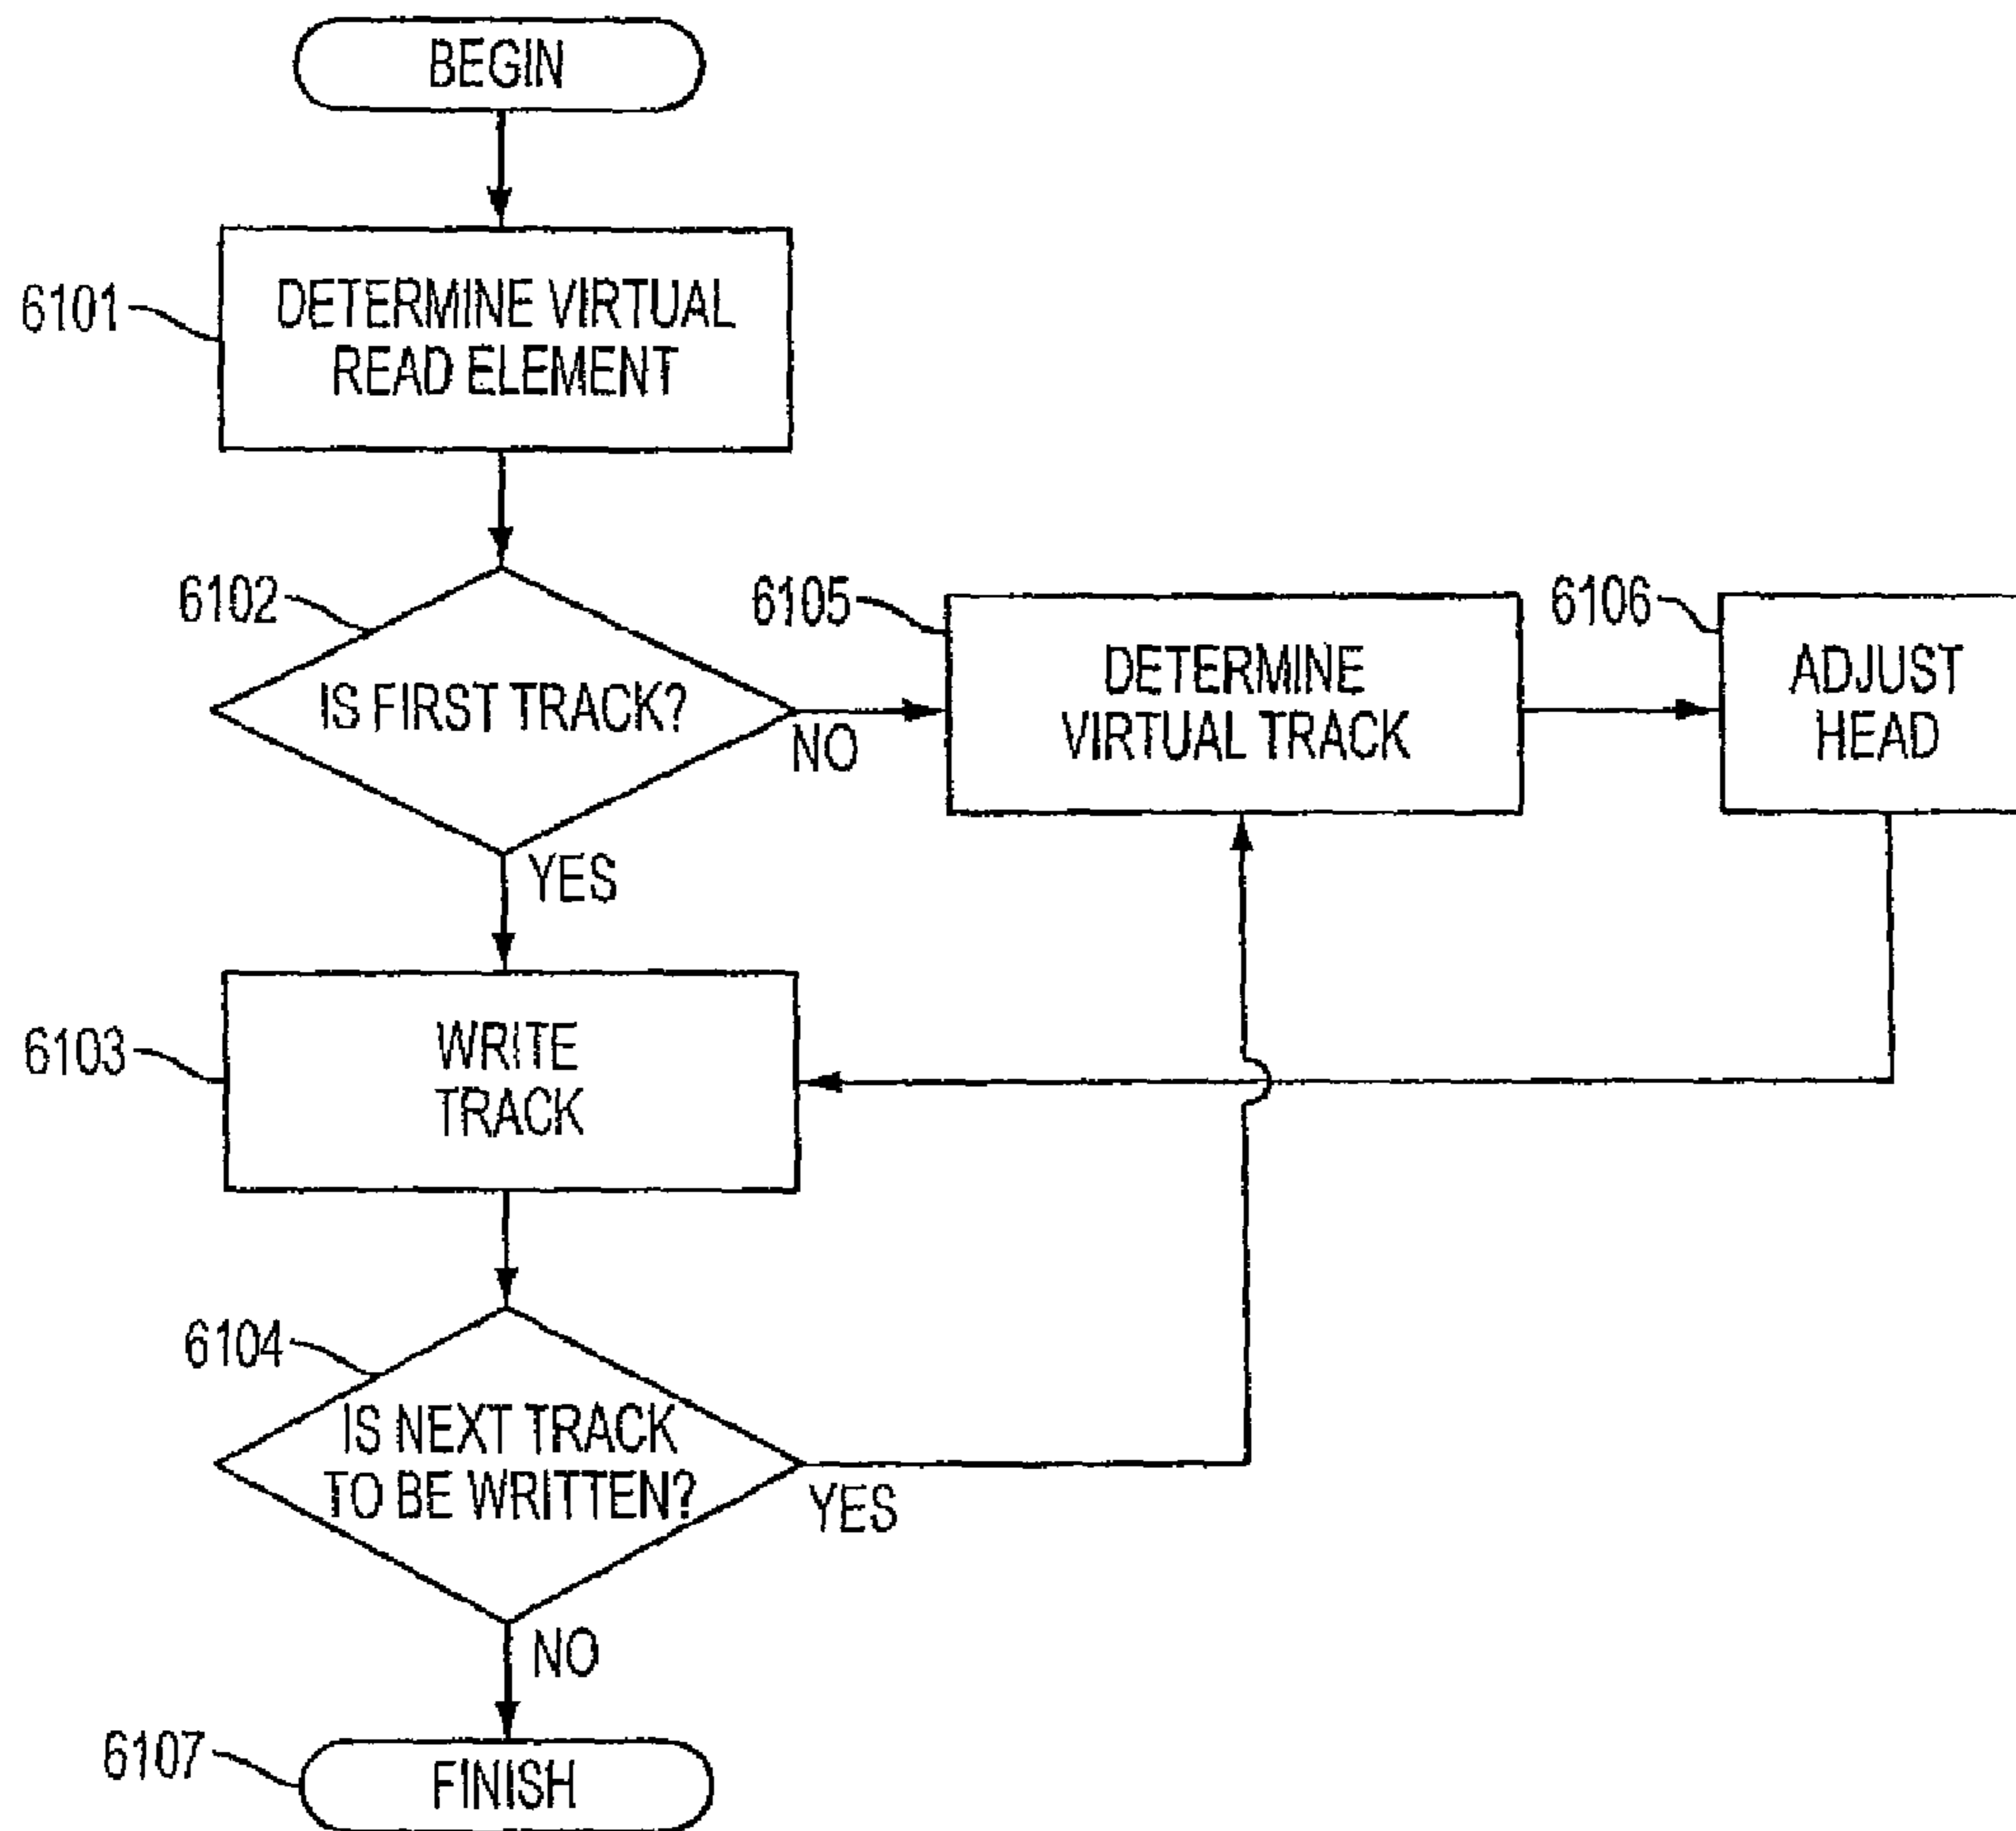 BEGIN
6101
DETERMINE VIRTUAL
READ ELEMENT
6102
IS FIRST TRACK?
NO
YES
6105
DETERMINE
VIRTUAL TRACK
6106
ADJUST
HEAD
6103
WRITE
TRACK
6104
IS NEXT TRACK
TO BE WRITTEN?
YES
NO
6107
FINISH